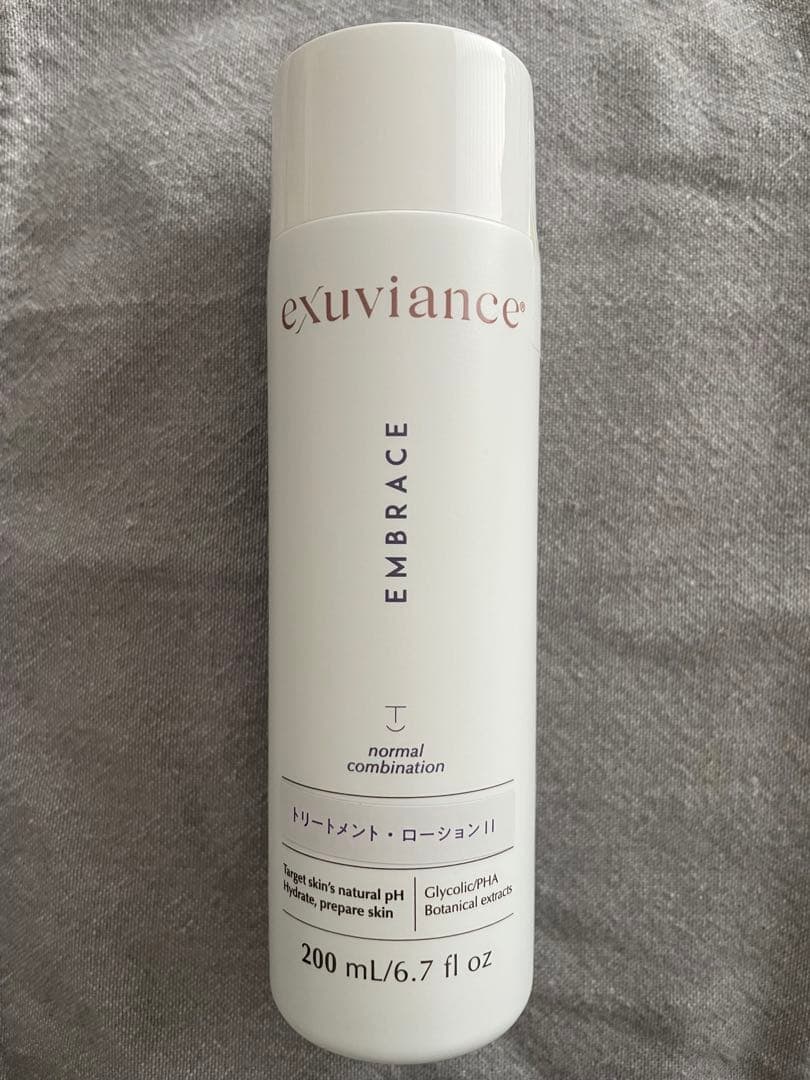 exuviance®
EMBRACE
T
normal
combination
トリートメント・ローションII
Target skin's natural pH
Hydrate, prepare skin
Glycolic/PHA
Botanical extracts
200 mL/6.7 fl oz